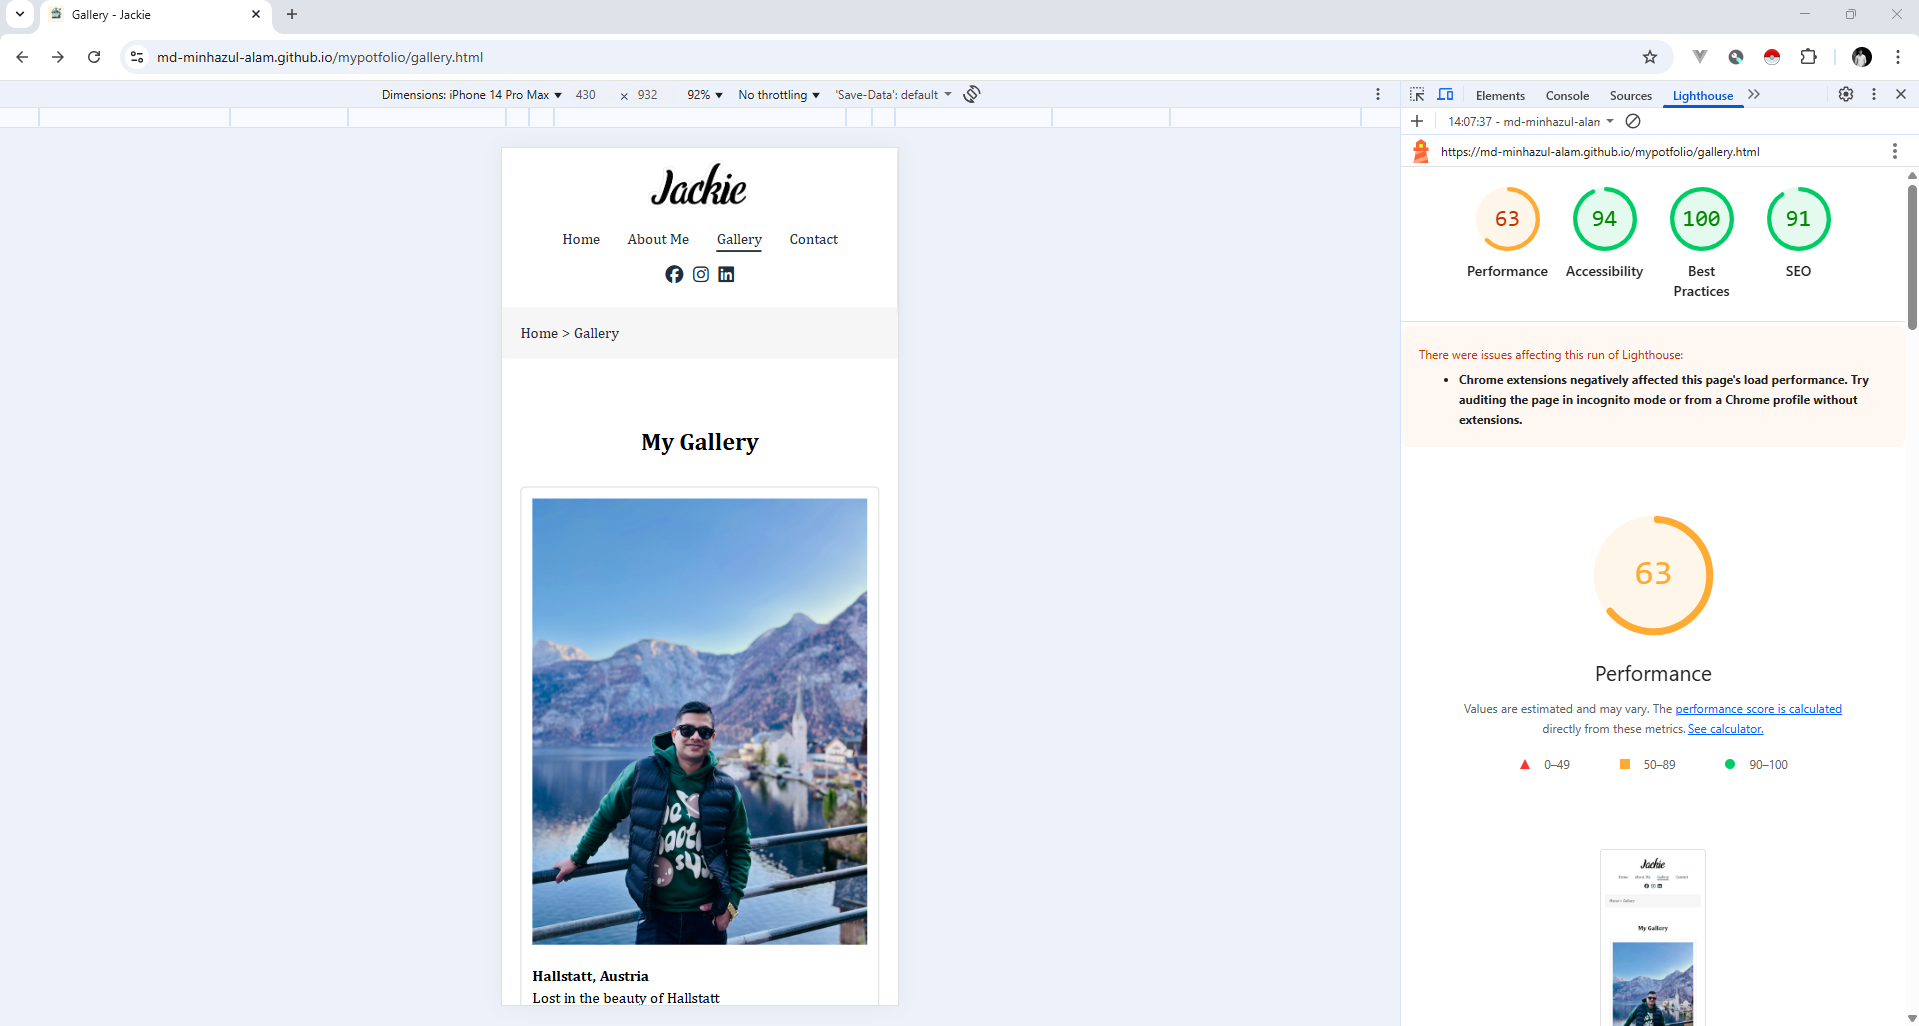 Gallery - Jackie
md-minhazul-alam.github.io/mypotfolio/gallery.html
Dimensions: iPhone 14 Pro Max 430 × 932 92% No throttling 'Save-Data': default
Elements Console Sources Lighthouse
14:07:37 - md-minhazul-alam
https://md-minhazul-alam.github.io/mypotfolio/gallery.html
Jackie
Home About Me Gallery Contact
Home > Gallery
My Gallery
Hallstatt, Austria
Lost in the beauty of Hallstatt
63 94 100 91
Performance Accessibility Best Practices SEO
There were issues affecting this run of Lighthouse:
Chrome extensions negatively affected this page's load performance. Try
auditing the page in incognito mode or from a Chrome profile without
extensions.
63
Performance
Values are estimated and may vary. The performance score is calculated
directly from these metrics. See calculator.
0–49 50–89 90–100
Jackie
Home About Me Gallery Contact
Home > Gallery
My Gallery